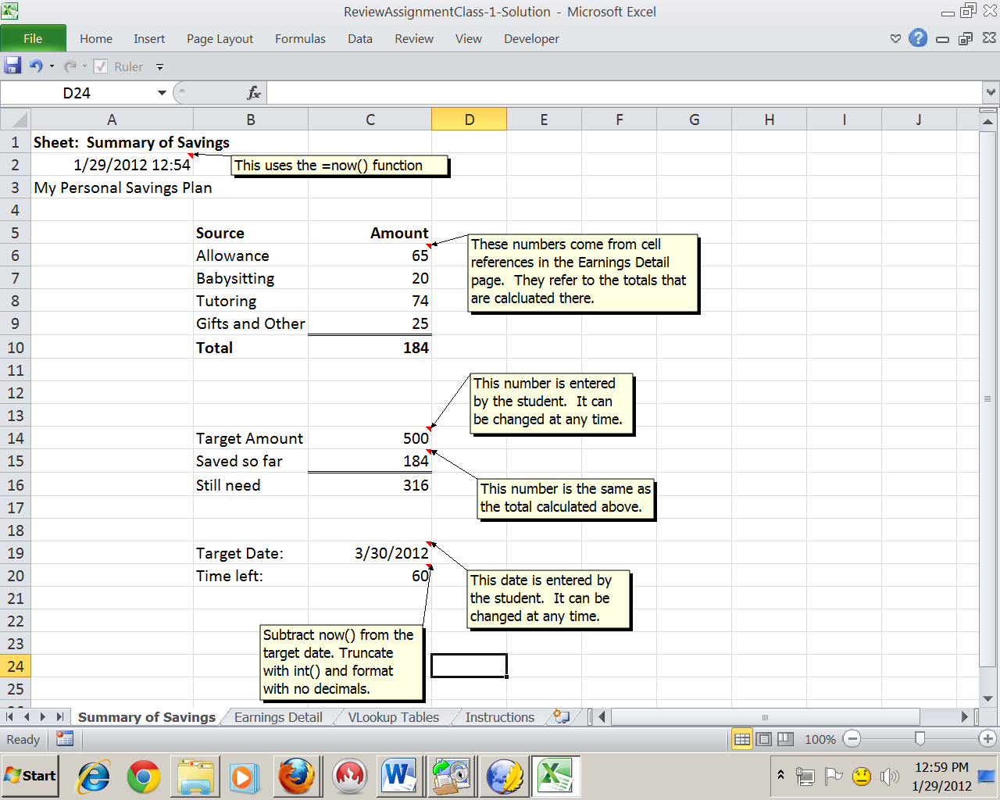 ReviewAssignmentClass-1-Solution - Microsoft Excel
File Home Insert Page Layout Formulas Data Review View Developer
Ruler
D24 fx
A B C D E F G H I J
1 Sheet:  Summary of Savings
2 1/29/2012 12:54
This uses the =now() function
3 My Personal Savings Plan
4
5 Source Amount
6 Allowance 65
7 Babysitting 20
8 Tutoring 74
9 Gifts and Other 25
10 Total 184
These numbers come from cell
references in the Earnings Detail
page.  They refer to the totals that
are calcluated there.
11
12
13
This number is entered
by the student.  It can
be changed at any time.
14 Target Amount 500
15 Saved so far 184
16 Still need 316
This number is the same as
the total calculated above.
17
18
19 Target Date: 3/30/2012
20 Time left: 60
This date is entered by
the student.  It can be
changed at any time.
21
22
23
24
25
Subtract now() from the
target date. Truncate
with int() and format
with no decimals.
Summary of Savings Earnings Detail VLookup Tables Instructions
Ready 100%
Start
12:59 PM
1/29/2012